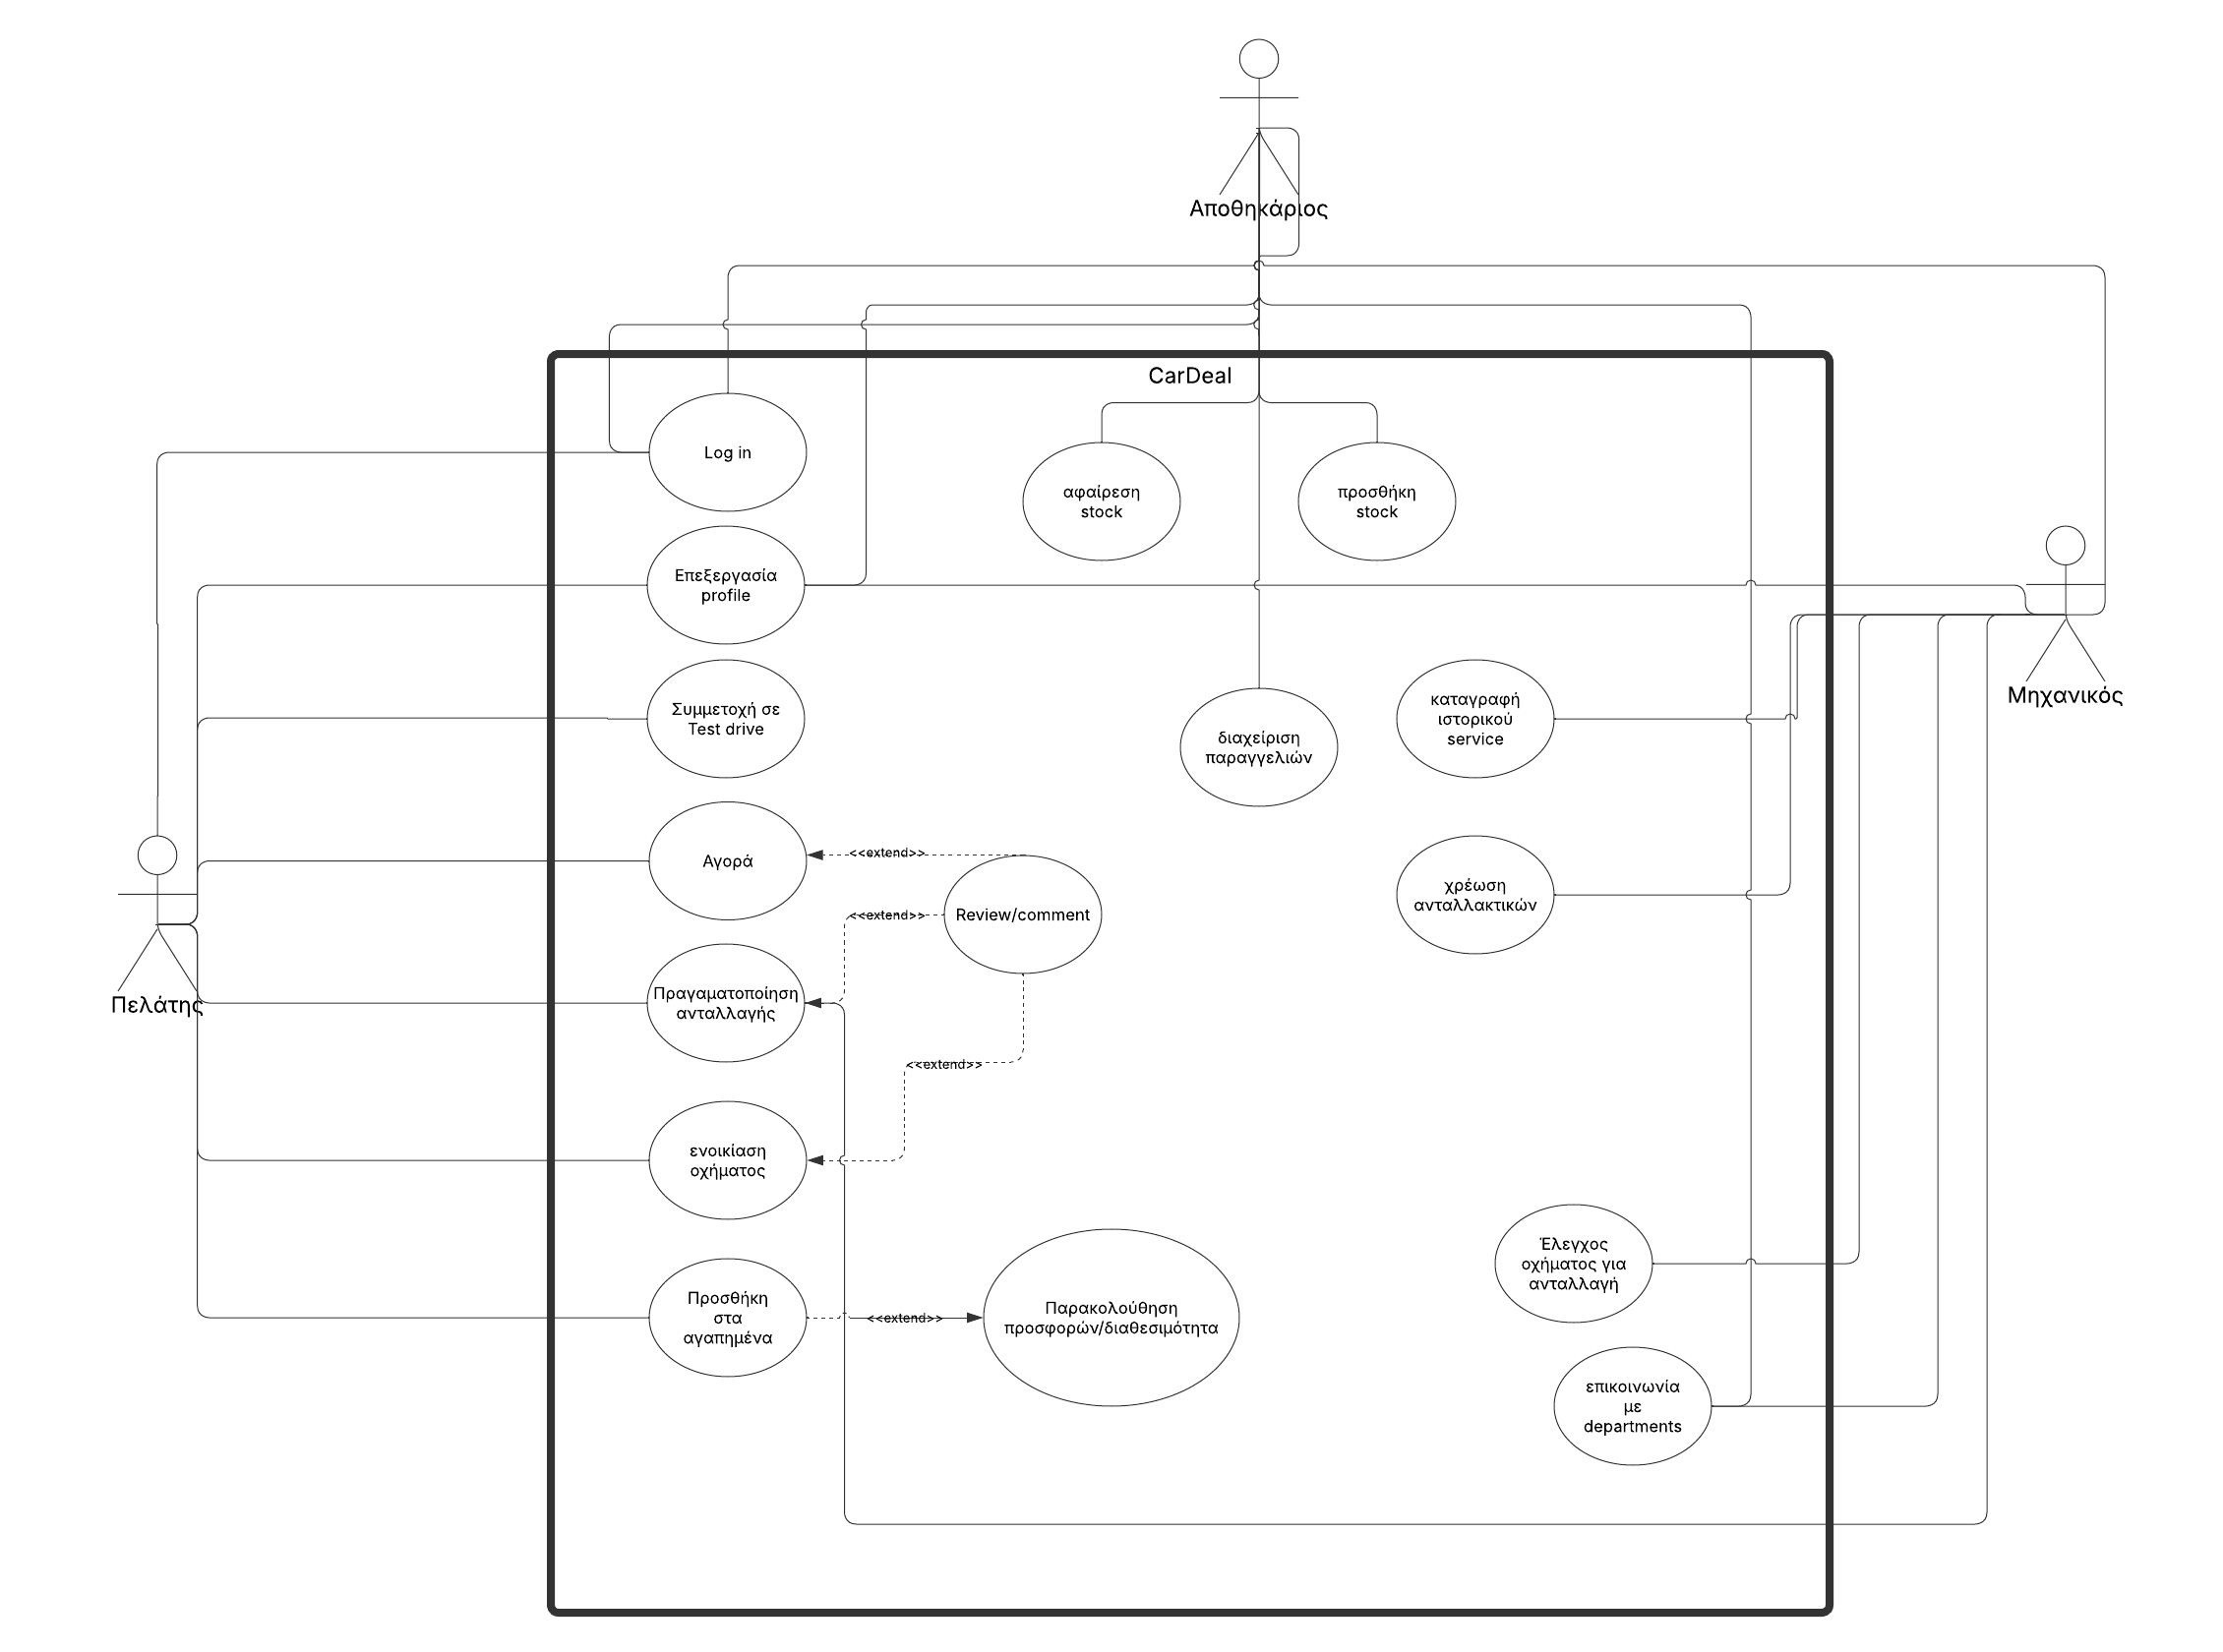 Αποθηκάριος
CarDeal
Log in
αφαίρεση
stock
προσθήκη
stock
Επεξεργασία
profile
Μηχανικός
Συμμετοχή σε
Test drive
καταγραφή
ιστορικού
service
διαχείριση
παραγγελιών
Αγορά
<<extend>>
χρέωση
ανταλλακτικών
<<extend>>
Review/comment
Πελάτης
Πραγαματοποίηση
ανταλλαγής
<<extend>>
ενοικίαση
οχήματος
Έλεγχος
οχήματος για
ανταλλαγή
Προσθήκη
στα
αγαπημένα
<<extend>>
Παρακολούθηση
προσφορών/διαθεσιμότητα
επικοινωνία
με
departments